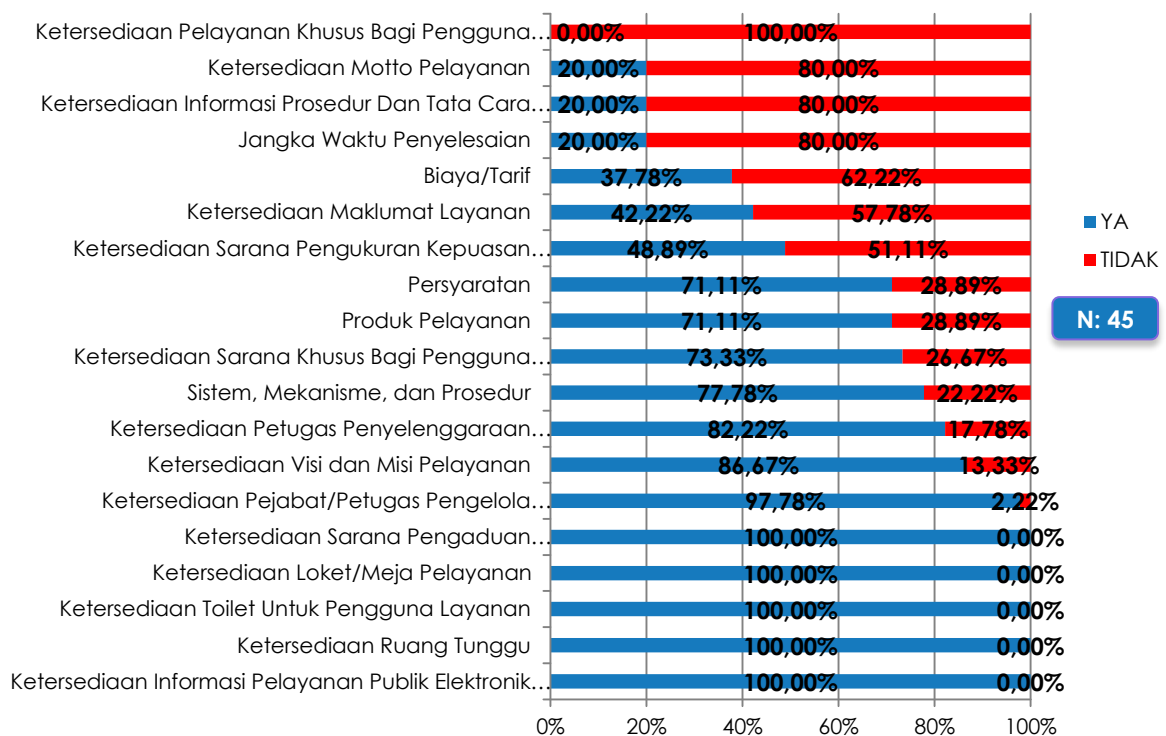 Ketersediaan Pelayanan Khusus Bagi Pengguna… 0,00% 100,00%
Ketersediaan Motto Pelayanan 20,00% 80,00%
Ketersediaan Informasi Prosedur Dan Tata Cara… 20,00% 80,00%
Jangka Waktu Penyelesaian 20,00% 80,00%
Biaya/Tarif 37,78% 62,22%
Ketersediaan Maklumat Layanan 42,22% 57,78%
Ketersediaan Sarana Pengukuran Kepuasan… 48,89% 51,11%
Persyaratan 71,11% 28,89%
Produk Pelayanan 71,11% 28,89%
Ketersediaan Sarana Khusus Bagi Pengguna… 73,33% 26,67%
Sistem, Mekanisme, dan Prosedur 77,78% 22,22%
Ketersediaan Petugas Penyelenggaraan… 82,22% 17,78%
Ketersediaan Visi dan Misi Pelayanan 86,67% 13,33%
Ketersediaan Pejabat/Petugas Pengelola… 97,78% 2,22%
Ketersediaan Sarana Pengaduan… 100,00% 0,00%
Ketersediaan Loket/Meja Pelayanan 100,00% 0,00%
Ketersediaan Toilet Untuk Pengguna Layanan 100,00% 0,00%
Ketersediaan Ruang Tunggu 100,00% 0,00%
Ketersediaan Informasi Pelayanan Publik Elektronik… 100,00% 0,00%
0% 20% 40% 60% 80% 100%
YA
TIDAK
N: 45